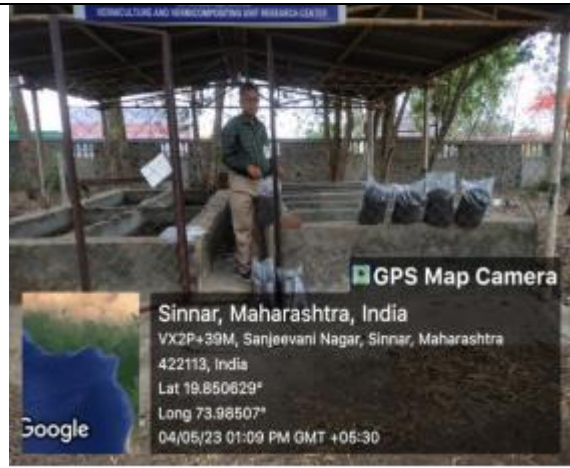 VERMICULTURE AND VERMICOMPOSTING UNIT RESEARCH CENTER
GPS Map Camera
Sinnar, Maharashtra, India
VX2P+39M, Sanjeevani Nagar, Sinnar, Maharashtra
422113, India
Lat 19.850629°
Long 73.98507°
04/05/23 01:09 PM GMT +05:30
Google